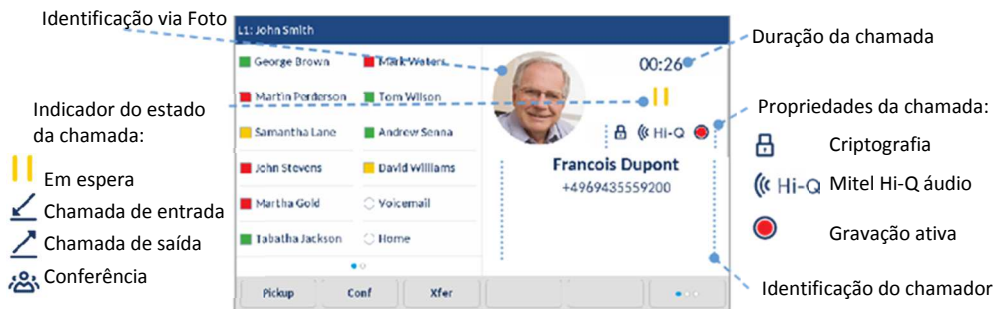 Identificação via Foto
Indicador do estado
da chamada:
Em espera
Chamada de entrada
Chamada de saída
Conferência
L1: John Smith
George Brown
Mark Waters
Martin Perderson
Tom Wilson
Samantha Lane
Andrew Senna
John Stevens
David Williams
Martha Gold
Voicemail
Tabatha Jackson
Home
00:26
Hi-Q
Francois Dupont
+4969435559200
Pickup
Conf
Xfer
Duração da chamada
Propriedades da chamada:
Criptografia
Hi-Q Mitel Hi-Q áudio
Gravação ativa
Identificação do chamador